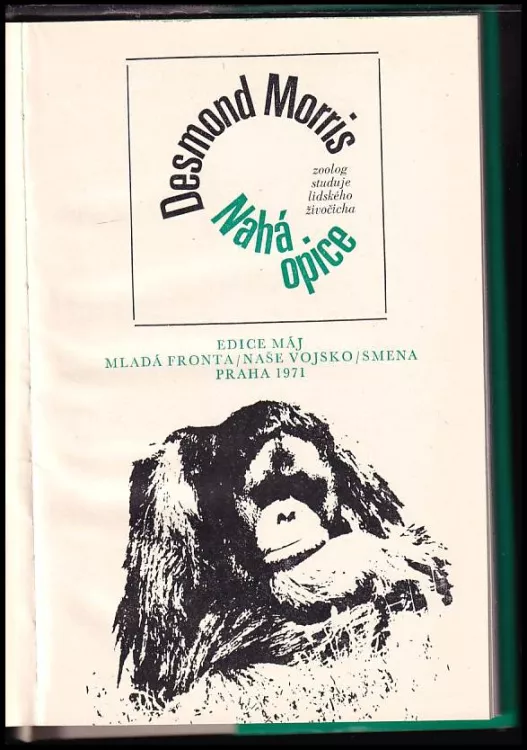 Desmond Morris
zoolog
studuje
lidského
živočicha
Nahá
opice
EDICE MÁJ
MLADÁ FRONTA/NAŠE VOJSKO/SMENA
PRAHA 1971